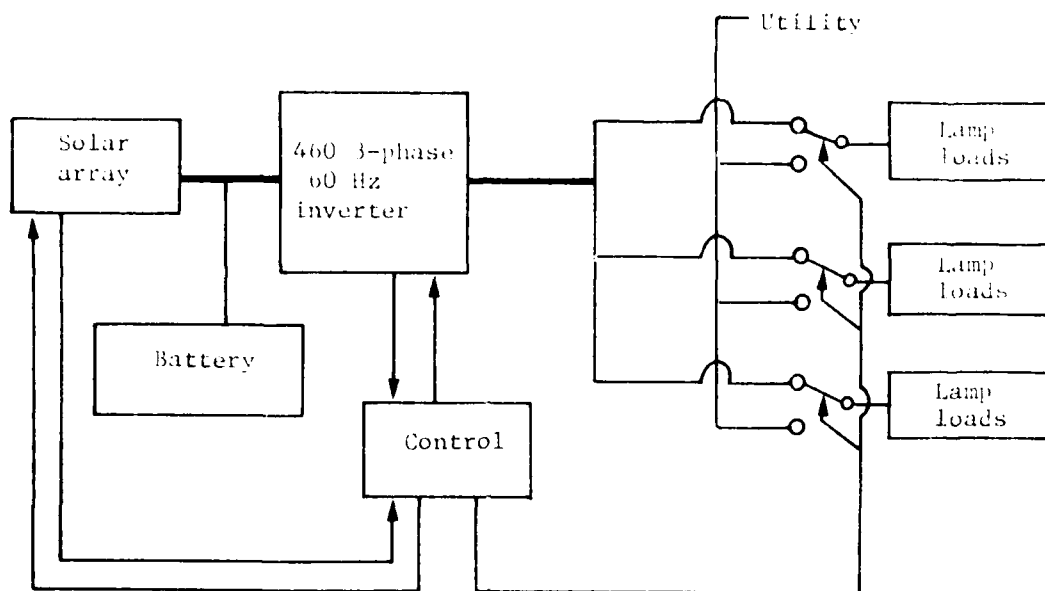 Utility
Solar
array
460 3-phase
60 Hz
inverter
Lamp
loads
Lamp
loads
Battery
Control
Lamp
loads